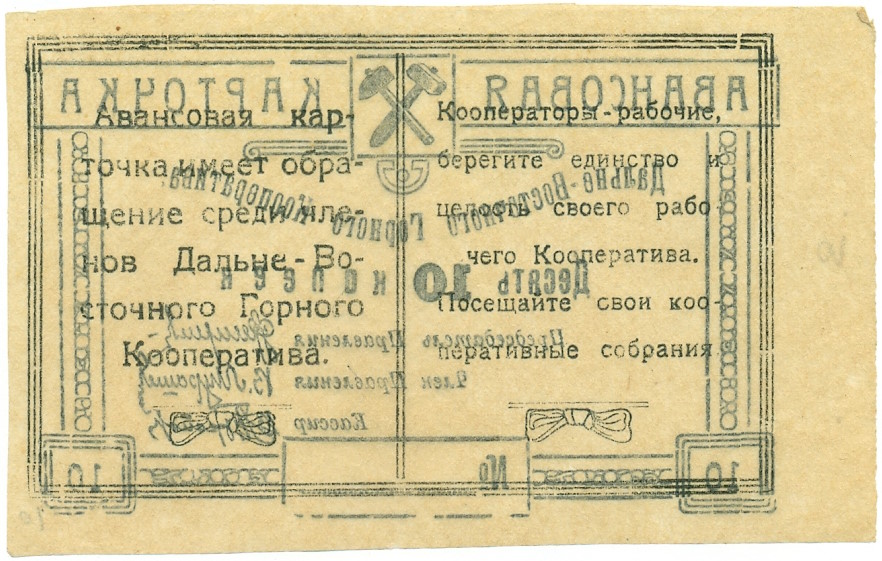 АВАНСОВАЯ КАРТОЧКА
Авансовая кар-
точка имеет обра-
щение среди чле-
нов Дальне-Во-
сточного Горного
Кооператива.
Кооператоры-рабочие,
берегите единство и
целость своего рабо-
чего Кооператива.
Посещайте свои коо-
перативные собрания
Дальне-Восточного Горного Кооператива.
Десять 10 копеек
Председатель Правления
Член Правления
Кассир
№
10
10